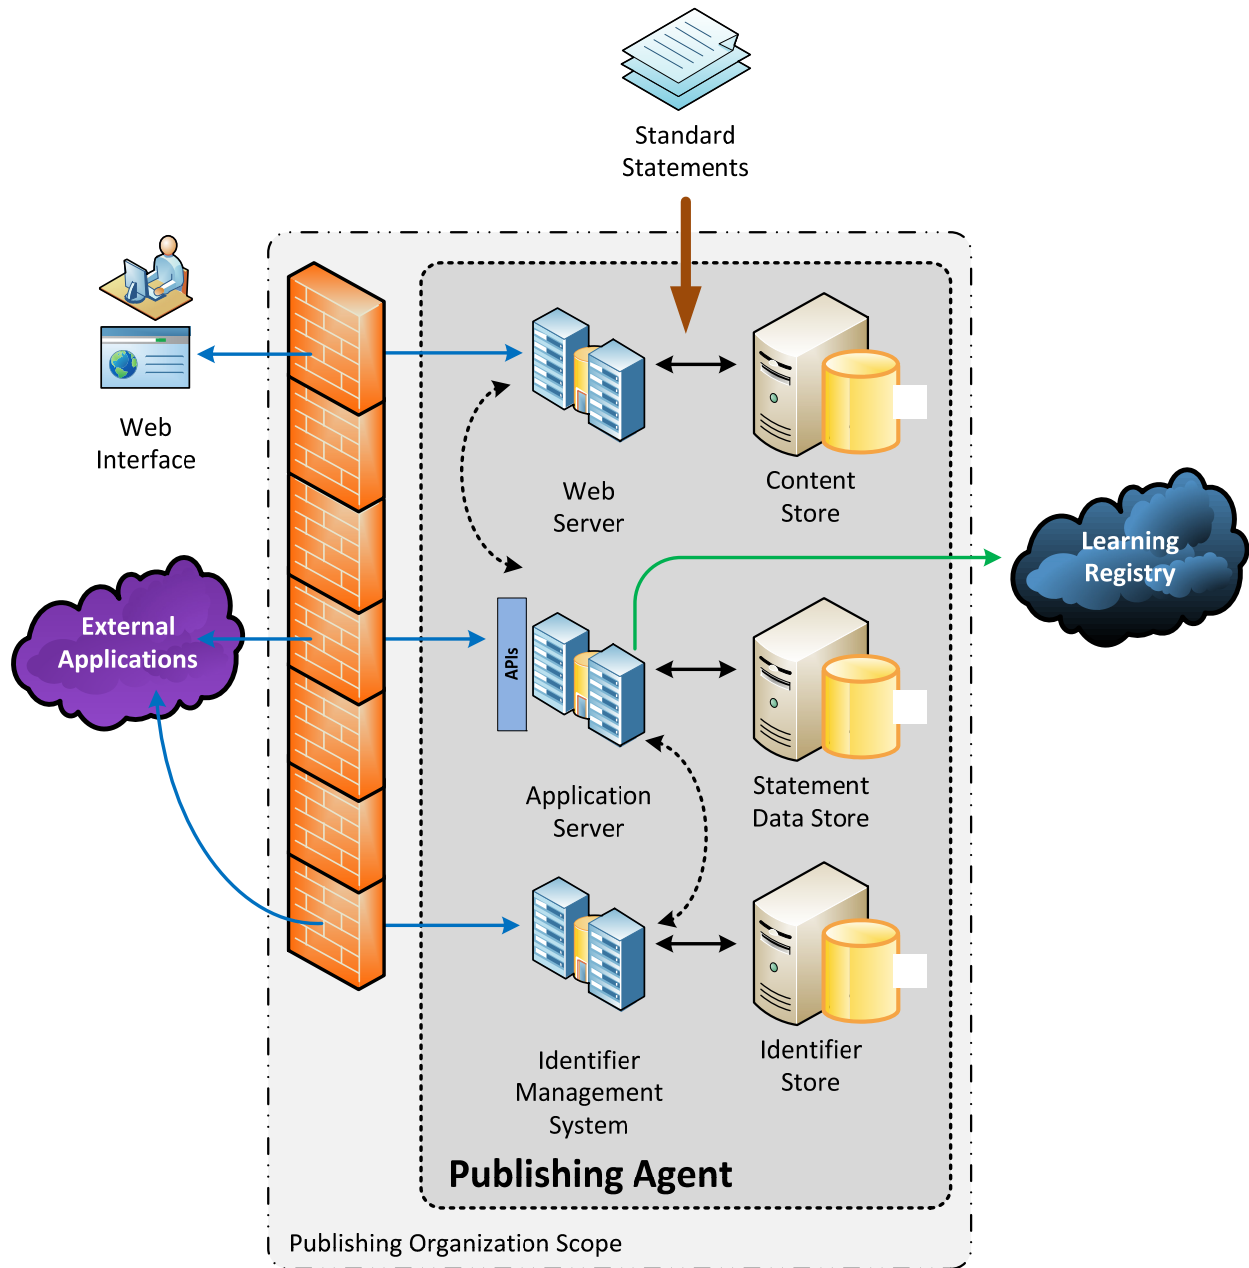 Standard
Statements
Web
Interface
Web
Server
Content
Store
Learning
Registry
External
Applications
APIs
Application
Server
Statement
Data Store
Identifier
Management
System
Identifier
Store
Publishing Agent
Publishing Organization Scope